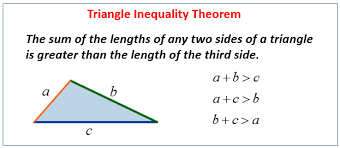 Triangle Inequality Theorem
The sum of the lengths of any two sides of a triangle
is greater than the length of the third side.
a + b > c
a b
a + c > b
b + c > a
c